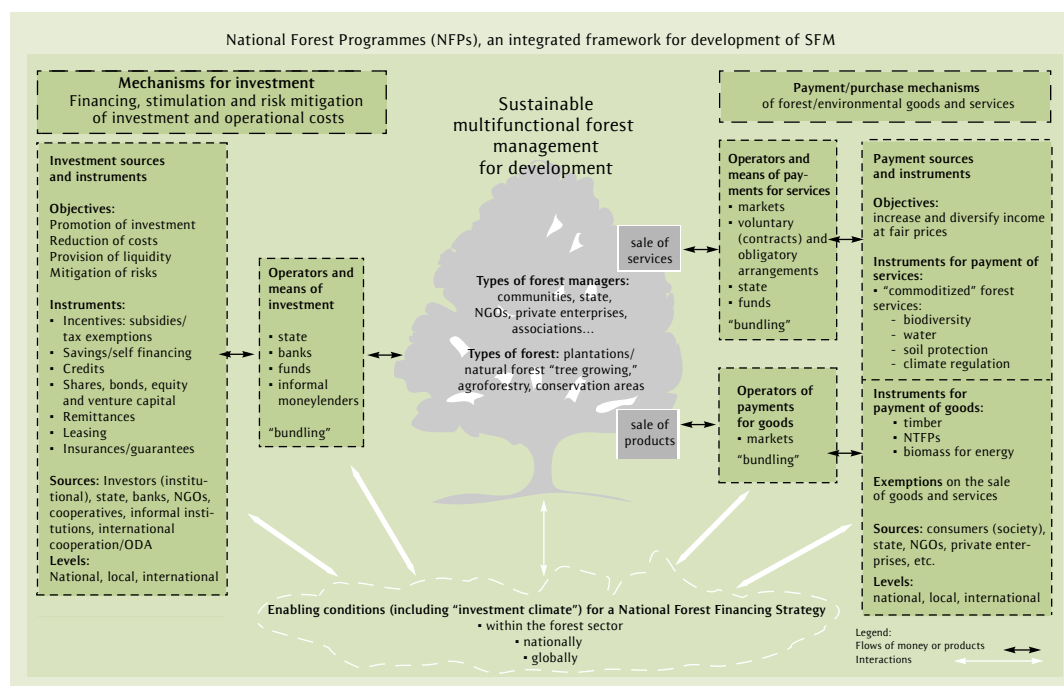 National Forest Programmes (NFPs), an integrated framework for development of SFM
Mechanisms for investment
Financing, stimulation and risk mitigation
of investment and operational costs
Investment sources
and instruments
Objectives:
Promotion of investment
Reduction of costs
Provision of liquidity
Mitigation of risks
Instruments:
▪ Incentives: subsidies/
tax exemptions
▪ Savings/self financing
▪ Credits
▪ Shares, bonds, equity
and venture capital
▪ Remittances
▪ Leasing
▪ Insurances/guarantees
Sources: Investors (institu-
tional), state, banks, NGOs,
cooperatives, informal insti-
tutions, international
cooperation/ODA
Levels:
National, local, international
Operators and
means of
investment
▪ state
▪ banks
▪ funds
▪ informal
moneylenders
“bundling”
Sustainable
multifunctional forest
management
for development
Types of forest managers:
communities, state,
NGOs, private enterprises,
associations...
Types of forest: plantations/
natural forest “tree growing,”
agroforestry, conservation areas
sale of
services
sale of
products
Payment/purchase mechanisms
of forest/environmental goods and services
Operators and
means of pay-
ments for services
▪ markets
▪ voluntary
(contracts) and
obligatory
arrangements
▪ state
▪ funds
“bundling”
Operators of
payments
for goods
▪ markets
“bundling”
Payment sources
and instruments
Objectives:
increase and diversify income
at fair prices
Instruments for payment of
services:
▪ “commoditized” forest
services:
- biodiversity
- water
- soil protection
- climate regulation
Instruments for
payment of goods:
▪ timber
▪ NTFPs
▪ biomass for energy
Exemptions on the sale
of goods and services
Sources: consumers (society),
state, NGOs, private enter-
prises, etc.
Levels:
national, local, international
Enabling conditions (including “investment climate”) for a National Forest Financing Strategy
▪ within the forest sector
▪ nationally
▪ globally
Legend:
Flows of money or products
Interactions